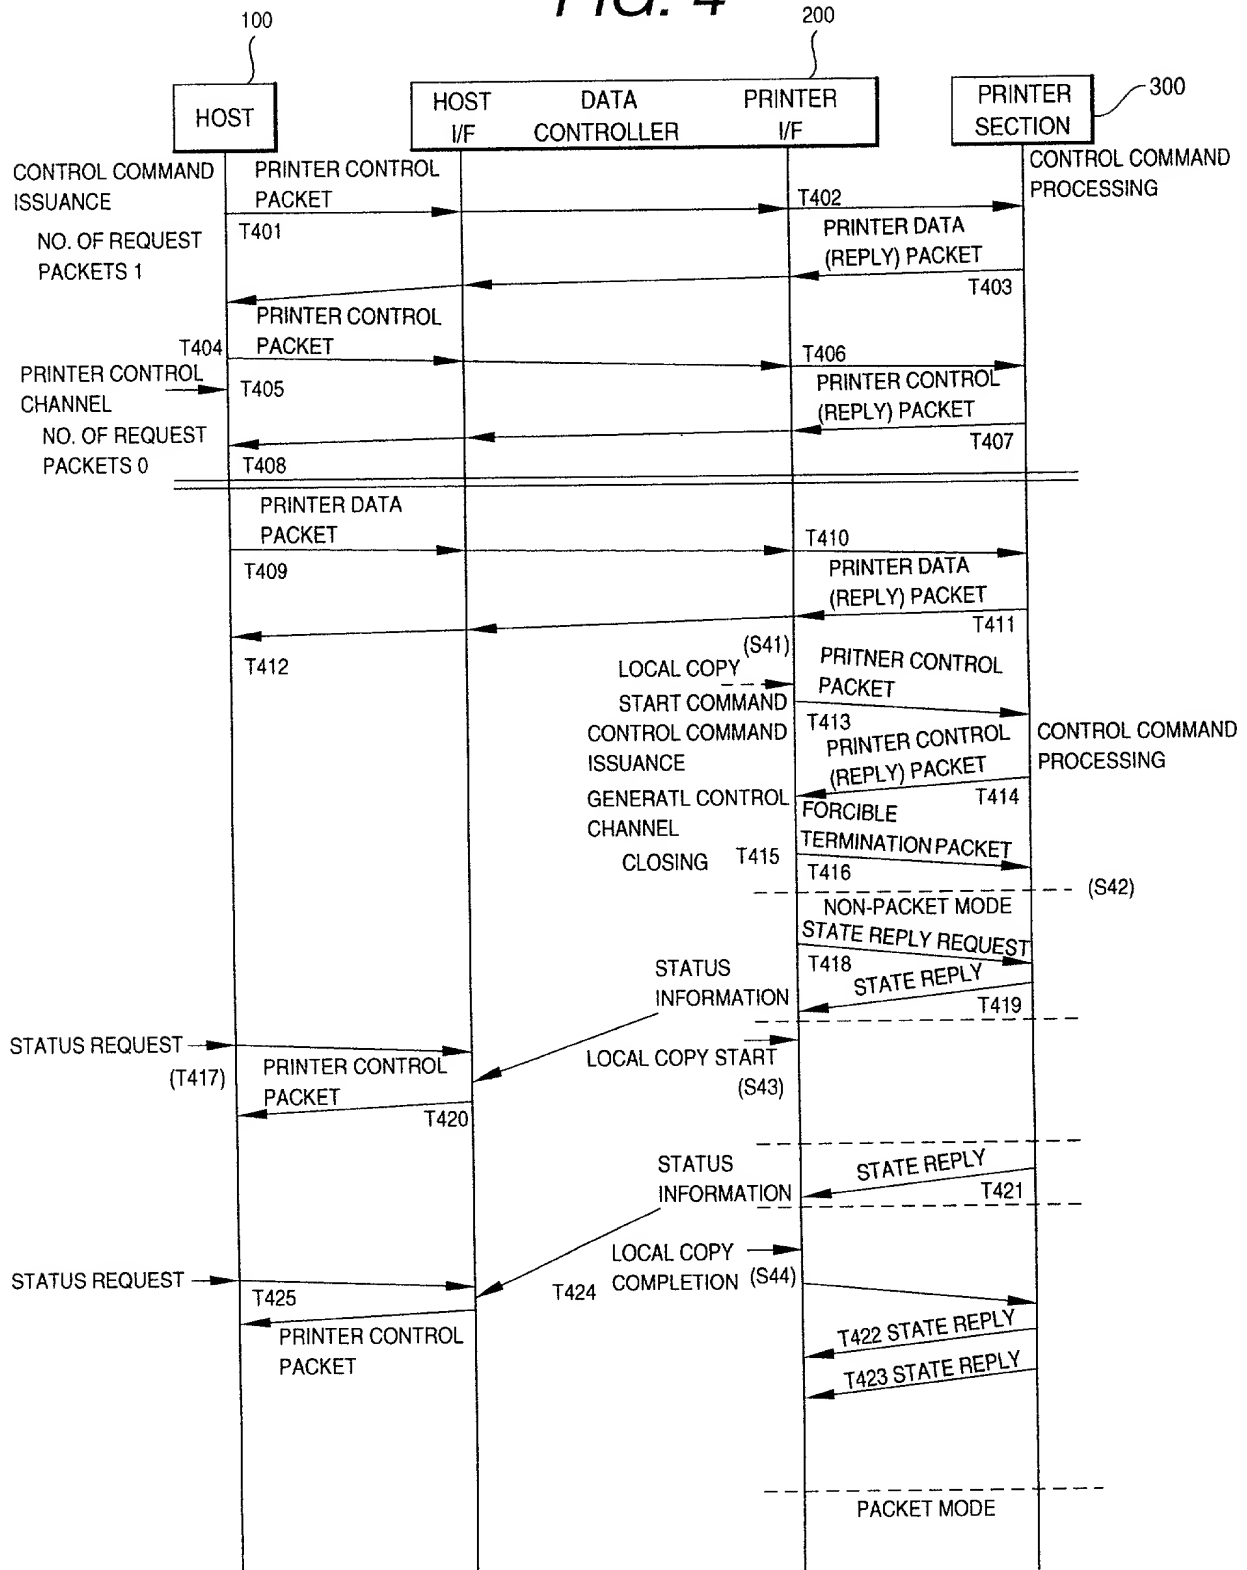 FIG. 4
100
200
300
HOST
HOST
I/F
DATA
CONTROLLER
PRINTER
I/F
PRINTER
SECTION
CONTROL COMMAND
ISSUANCE
PRINTER CONTROL
PACKET
T401
T402
CONTROL COMMAND
PROCESSING
NO. OF REQUEST
PACKETS 1
PRINTER DATA
(REPLY) PACKET
T403
PRINTER CONTROL
PACKET
T404
T406
PRINTER CONTROL
CHANNEL
T405
PRINTER CONTROL
(REPLY) PACKET
T407
NO. OF REQUEST
PACKETS 0
T408
PRINTER DATA
PACKET
T409
T410
PRINTER DATA
(REPLY) PACKET
T411
T412
(S41)
LOCAL COPY
START COMMAND
PRITNER CONTROL
PACKET
T413
CONTROL COMMAND
ISSUANCE
CONTROL COMMAND
PROCESSING
PRINTER CONTROL
(REPLY) PACKET
T414
GENERATL CONTROL
CHANNEL
CLOSING
T415
FORCIBLE
TERMINATION PACKET
T416
(S42)
NON-PACKET MODE
STATE REPLY REQUEST
T418
STATE REPLY
T419
STATUS
INFORMATION
STATUS REQUEST
(T417)
PRINTER CONTROL
PACKET
T420
LOCAL COPY START
(S43)
STATUS
INFORMATION
STATE REPLY
T421
LOCAL COPY
COMPLETION
(S44)
STATUS REQUEST
T425
T424
PRINTER CONTROL
PACKET
T422 STATE REPLY
T423 STATE REPLY
PACKET MODE